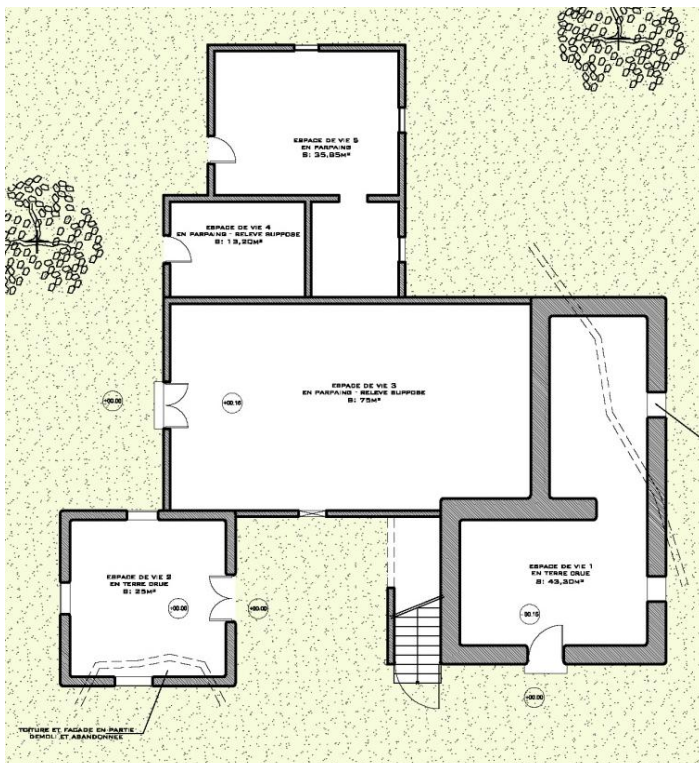 ESPACE DE VIE 5
EN PARPAING
S: 35,85M²
ESPACE DE VIE 4
EN PARPAING - RELEVE SUPPOSE
S: 13,20M²
ESPACE DE VIE 3
EN PARPAING - RELEVE SUPPOSE
S: 75M²
+00.00
+00.16
ESPACE DE VIE 2
EN TERRE CRUE
S: 25M²
+00.00
+00.00
ESPACE DE VIE 1
EN TERRE CRUE
S: 43,30M²
+00.00
TOITURE ET FACADE EN PARTIE
DEMOLI ET ABANDONNEE